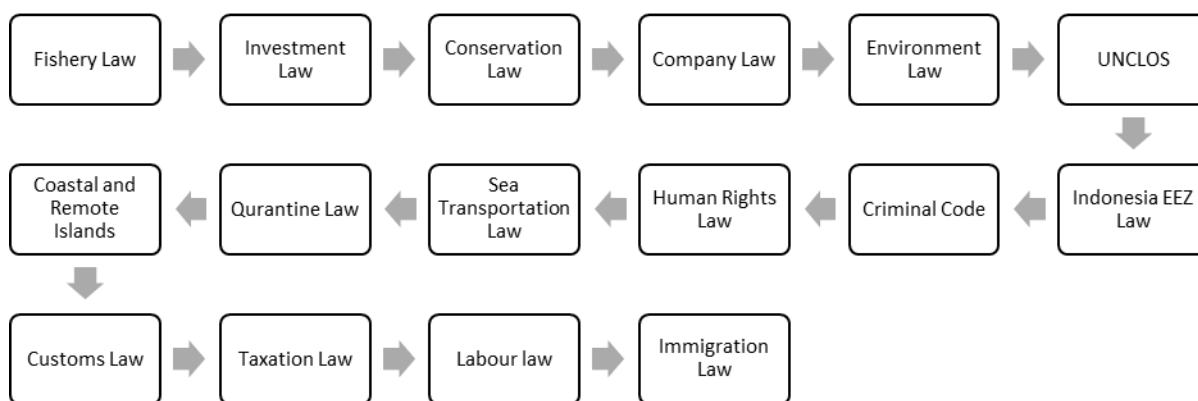 Fishery Law
Investment
Law
Conservation
Law
Company Law
Environment
Law
UNCLOS
Indonesia EEZ
Law
Criminal Code
Human Rights
Law
Sea
Transportation
Law
Qurantine Law
Coastal and
Remote
Islands
Customs Law
Taxation Law
Labour law
Immigration
Law